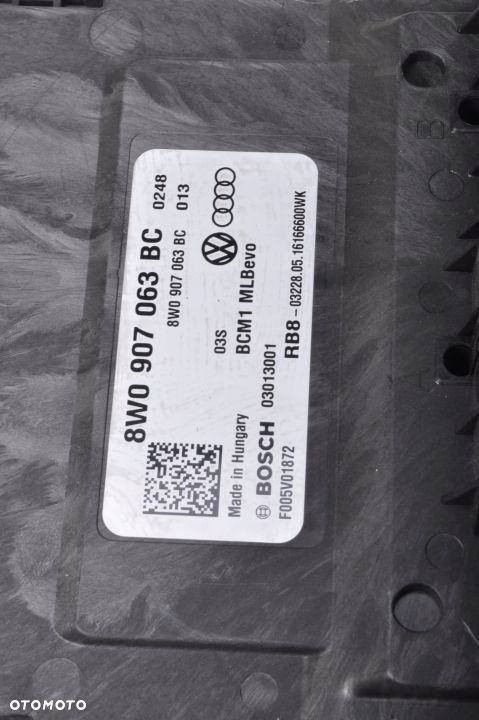 8W0 907 063 BC 0248
8W0 907 063 BC 013
03S
BCM1 MLBevo
Made in Hungary
BOSCH 03013001
F005V01872
RB8-03228.05.16166600WK
B
A
OTOMOTO